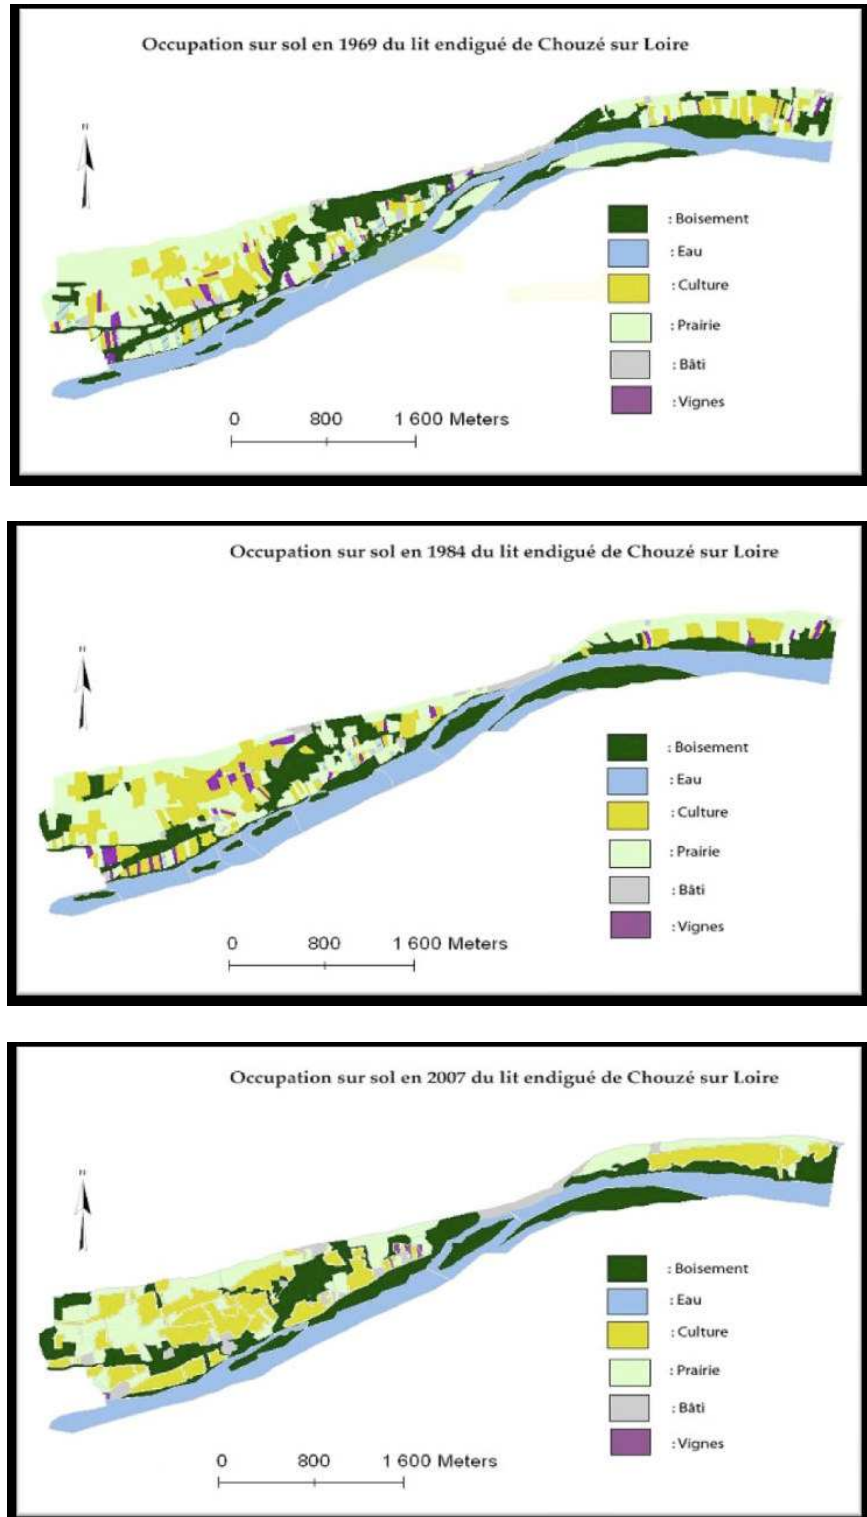 Occupation sur sol en 1969 du lit endigué de Chouzé sur Loire
N
: Boisement
: Eau
: Culture
: Prairie
: Bâti
: Vignes
0 800 1 600 Meters
Occupation sur sol en 1984 du lit endigué de Chouzé sur Loire
N
: Boisement
: Eau
: Culture
: Prairie
: Bâti
: Vignes
0 800 1 600 Meters
Occupation sur sol en 2007 du lit endigué de Chouzé sur Loire
N
: Boisement
: Eau
: Culture
: Prairie
: Bâti
: Vignes
0 800 1 600 Meters